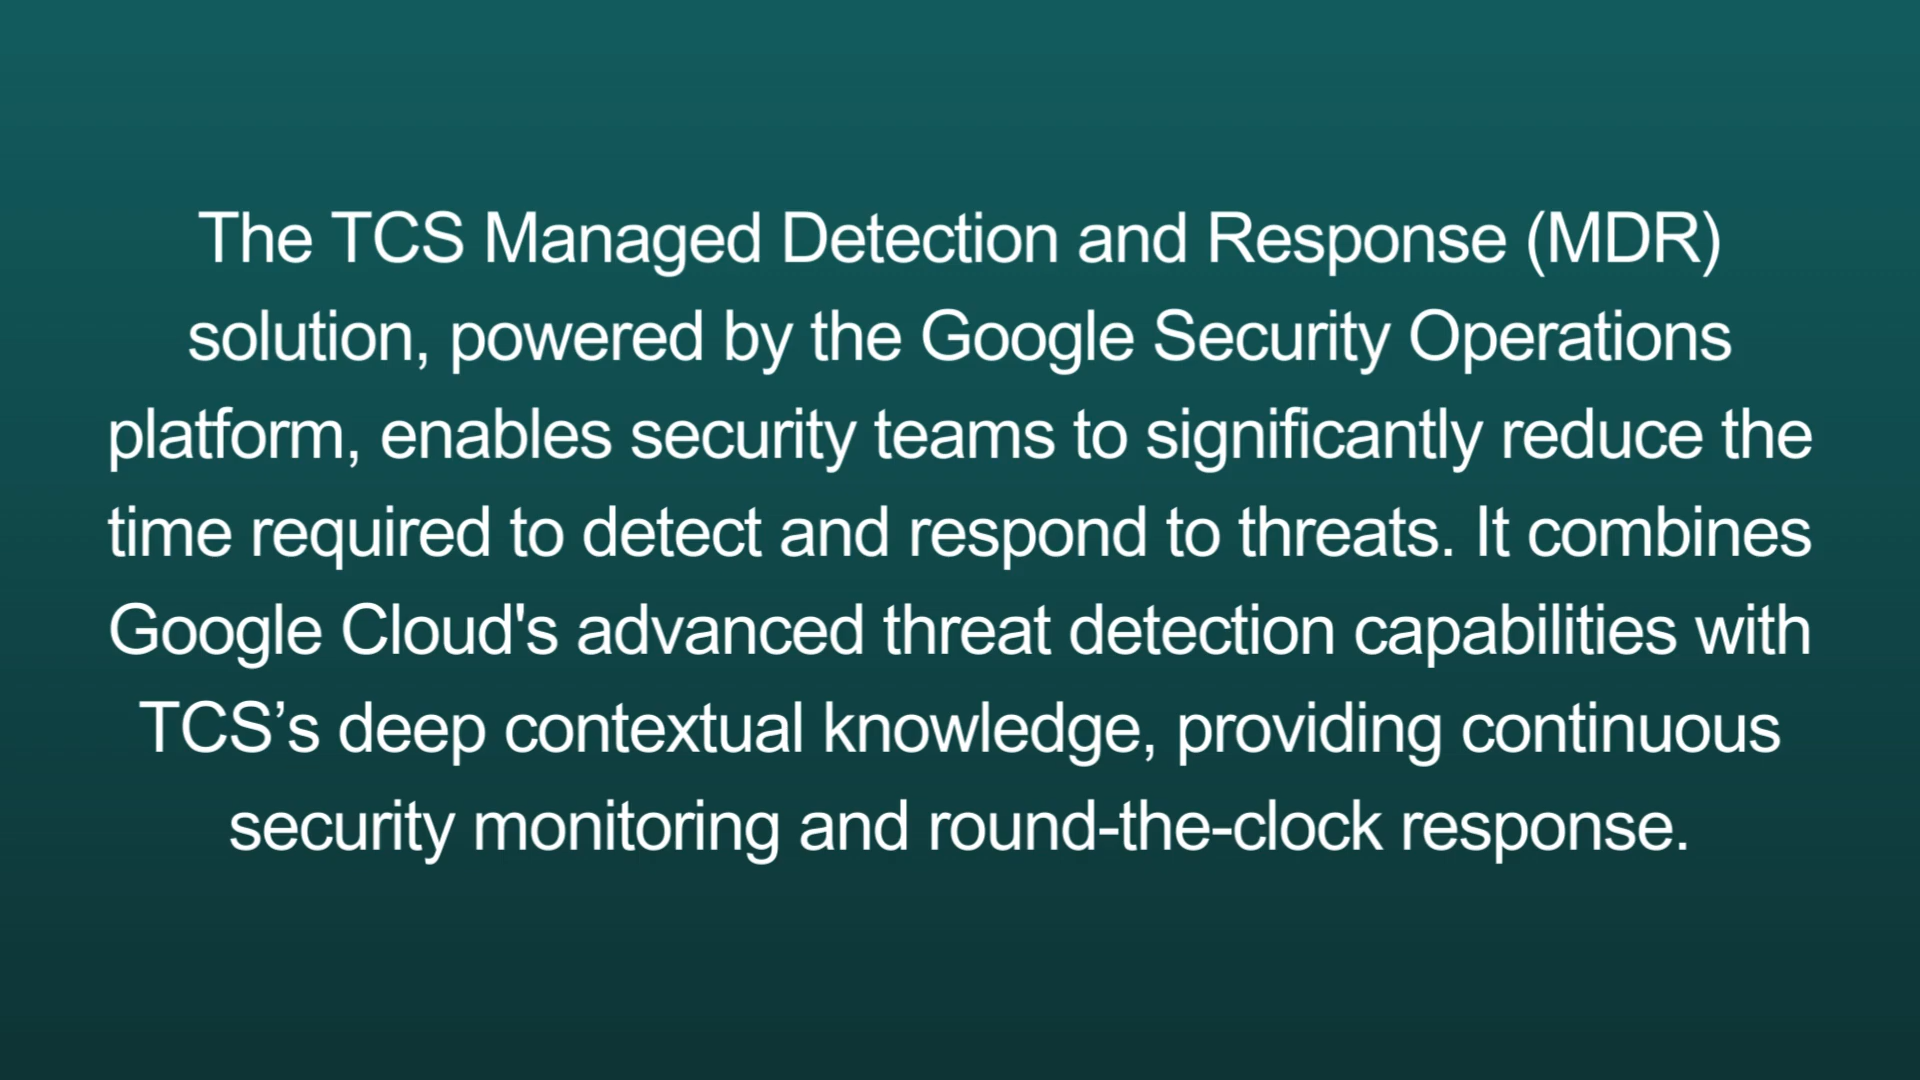 The TCS Managed Detection and Response (MDR)
solution, powered by the Google Security Operations
platform, enables security teams to significantly reduce the
time required to detect and respond to threats. It combines
Google Cloud's advanced threat detection capabilities with
TCS’s deep contextual knowledge, providing continuous
security monitoring and round-the-clock response.